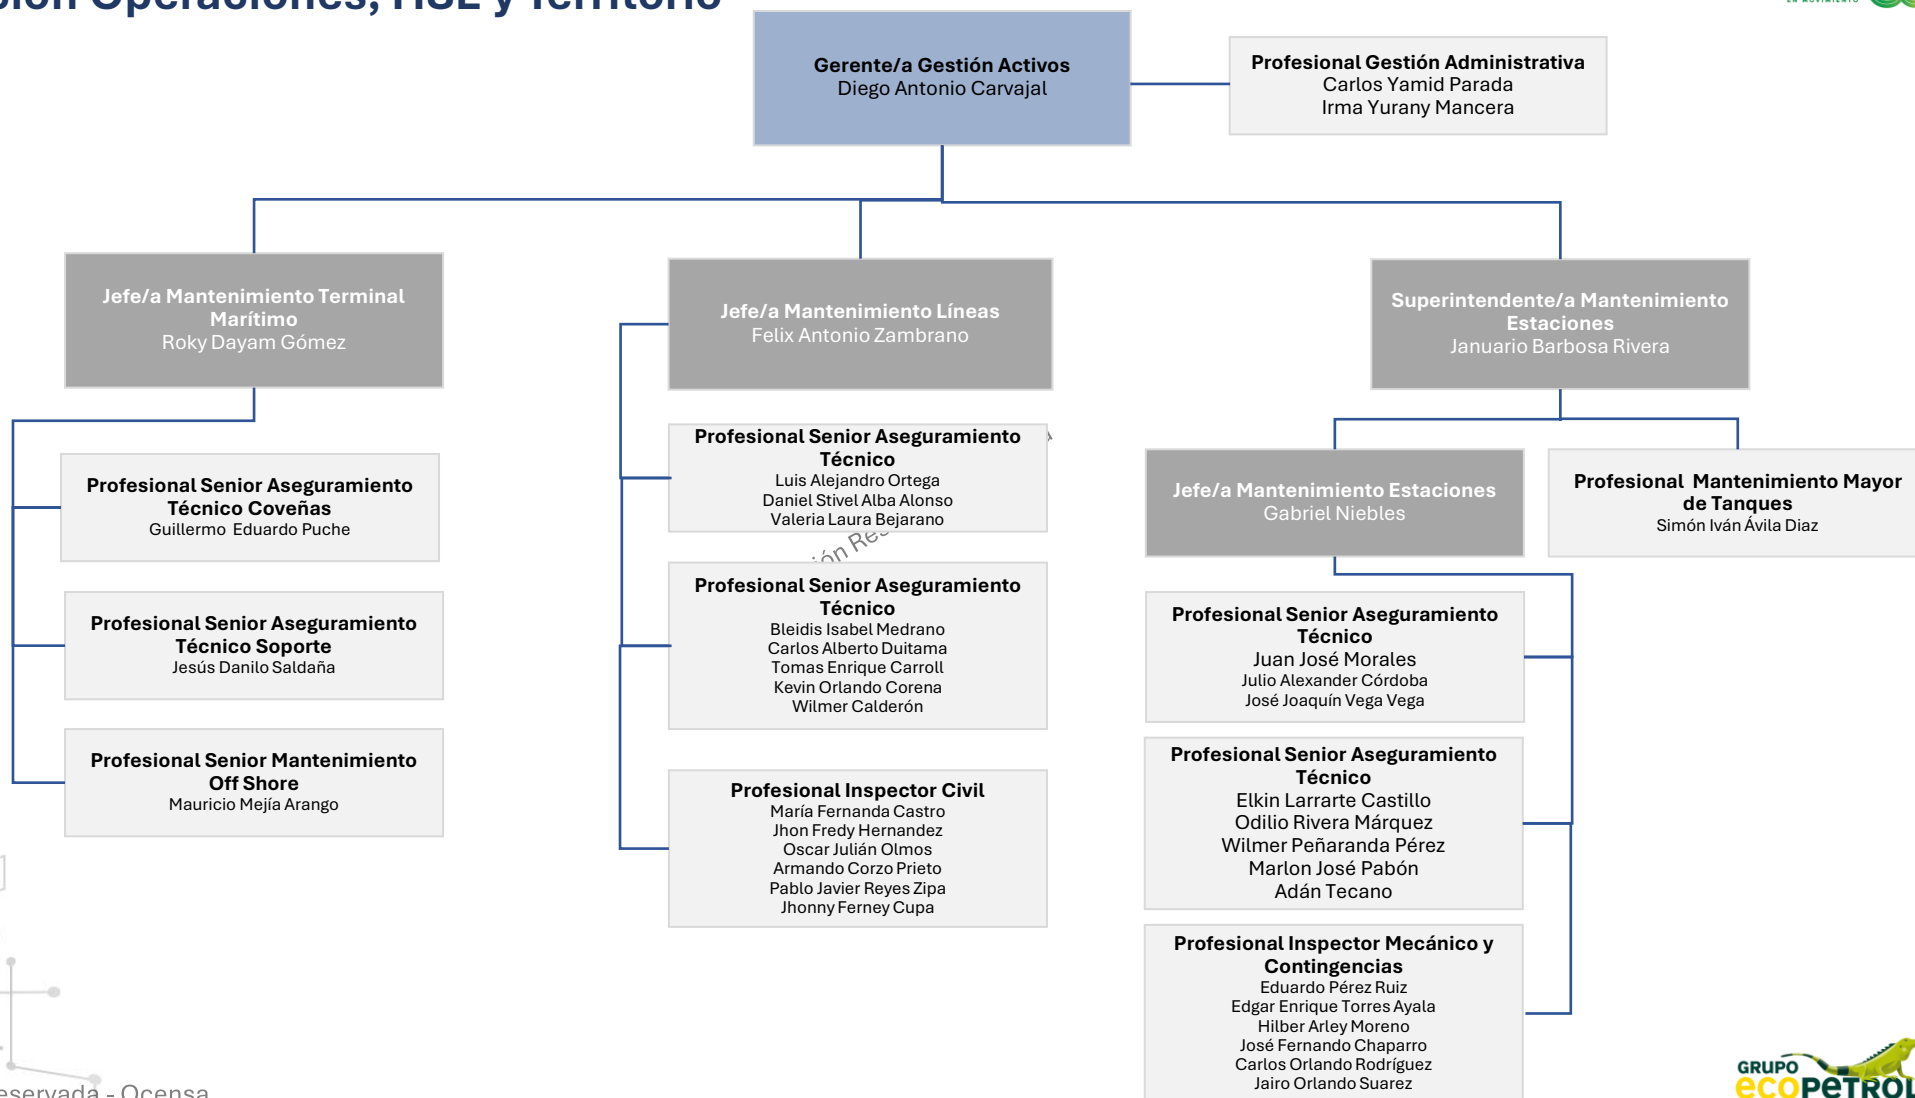 Operaciones, HSE y Territorio
EN MOVIMIENTO
Gerente/a Gestión Activos
Diego Antonio Carvajal
Profesional Gestión Administrativa
Carlos Yamid Parada
Irma Yurany Mancera
Jefe/a Mantenimiento Terminal
Marítimo
Roky Dayam Gómez
Jefe/a Mantenimiento Líneas
Felix Antonio Zambrano
Superintendente/a Mantenimiento
Estaciones
Januario Barbosa Rivera
Profesional Senior Aseguramiento
Técnico Coveñas
Guillermo Eduardo Puche
Profesional Senior Aseguramiento
Técnico Soporte
Jesús Danilo Saldaña
Profesional Senior Mantenimiento
Off Shore
Mauricio Mejía Arango
Profesional Senior Aseguramiento
Técnico
Luis Alejandro Ortega
Daniel Stivel Alba Alonso
Valeria Laura Bejarano
Profesional Senior Aseguramiento
Técnico
Bleidis Isabel Medrano
Carlos Alberto Duitama
Tomas Enrique Carroll
Kevin Orlando Corena
Wilmer Calderón
Profesional Inspector Civil
María Fernanda Castro
Jhon Fredy Hernandez
Oscar Julián Olmos
Armando Corzo Prieto
Pablo Javier Reyes Zipa
Jhonny Ferney Cupa
Jefe/a Mantenimiento Estaciones
Gabriel Niebles
Profesional Mantenimiento Mayor
de Tanques
Simón Iván Ávila Diaz
Profesional Senior Aseguramiento
Técnico
Juan José Morales
Julio Alexander Córdoba
José Joaquín Vega Vega
Profesional Senior Aseguramiento
Técnico
Elkin Larrarte Castillo
Odilio Rivera Márquez
Wilmer Peñaranda Pérez
Marlon José Pabón
Adán Tecano
Profesional Inspector Mecánico y
Contingencias
Eduardo Pérez Ruiz
Edgar Enrique Torres Ayala
Hilber Arley Moreno
José Fernando Chaparro
Carlos Orlando Rodríguez
Jairo Orlando Suarez
eservada - Ocensa
GRUPO
ecopetrol